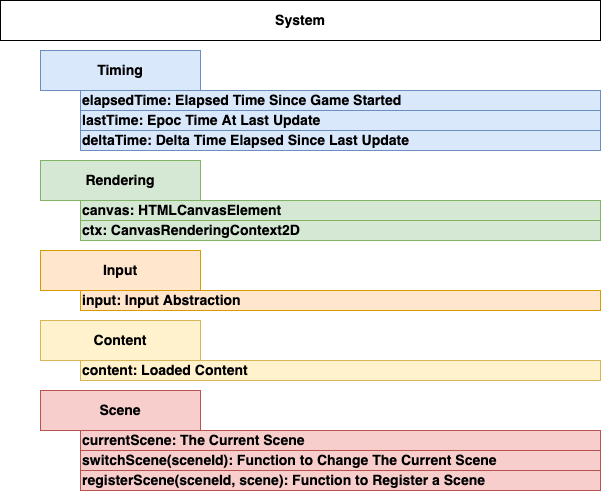 System
Timing
elapsedTime: Elapsed Time Since Game Started
lastTime: Epoc Time At Last Update
deltaTime: Delta Time Elapsed Since Last Update
Rendering
canvas: HTMLCanvasElement
ctx: CanvasRenderingContext2D
Input
input: Input Abstraction
Content
content: Loaded Content
Scene
currentScene: The Current Scene
switchScene(sceneId): Function to Change The Current Scene
registerScene(sceneId, scene): Function to Register a Scene